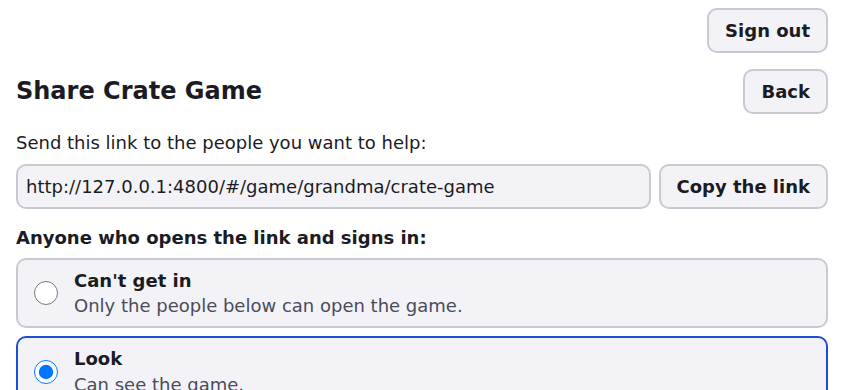 Sign out
Share Crate Game
Back
Send this link to the people you want to help:
http://127.0.0.1:4800/#/game/grandma/crate-game
Copy the link
Anyone who opens the link and signs in:
Can't get in
Only the people below can open the game.
Look
Can see the game.